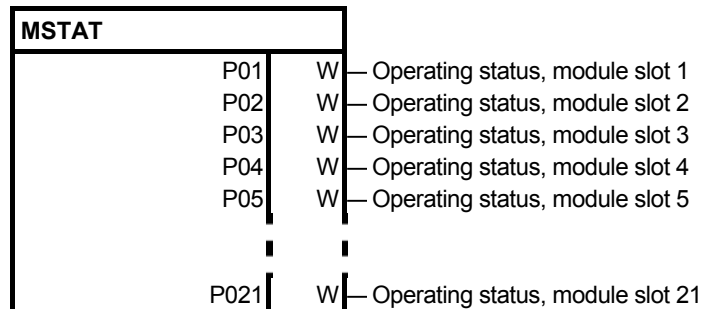 MSTAT
P01 W — Operating status, module slot 1
P02 W — Operating status, module slot 2
P03 W — Operating status, module slot 3
P04 W — Operating status, module slot 4
P05 W — Operating status, module slot 5
P021 W — Operating status, module slot 21